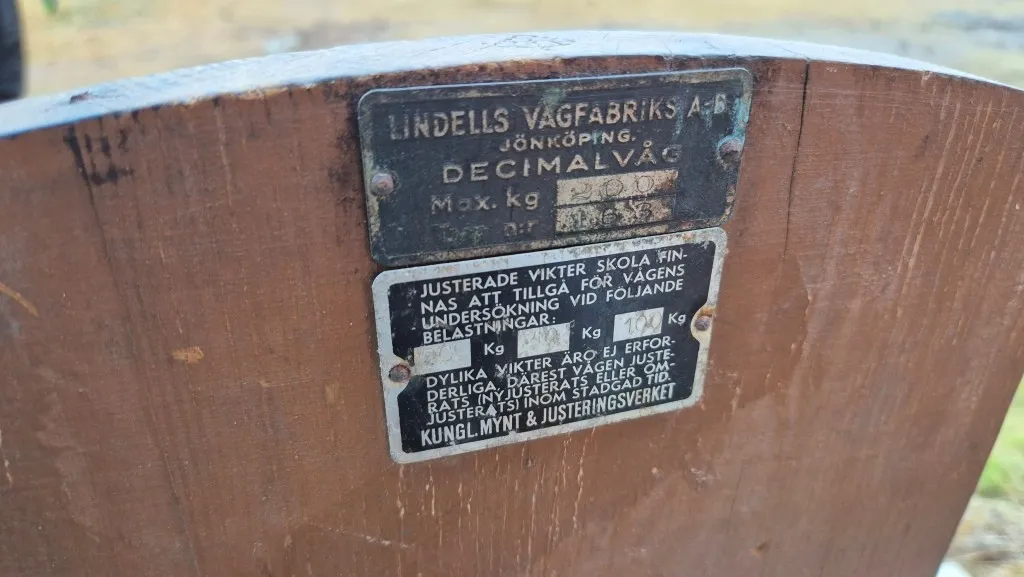 LINDELLS VÅGFABRIKS A-B
JÖNKÖPING.
DECIMALVÅG
Max. kg 200
JUSTERADE VIKTER SKOLA FIN-
NAS ATT TILLGÅ FÖR VÅGENS
UNDERSÖKNING VID FÖLJANDE
BELASTNINGAR:
Kg Kg 100 Kg
DYLIKA VIKTER ÄRO EJ ERFOR-
DERLIGA, DÄREST VÅGEN JUSTE-
RATS (NYJUSTERATS ELLER OM-
JUSTERATS) INOM STADGAD TID.
KUNGL. MYNT & JUSTERINGSVERKET